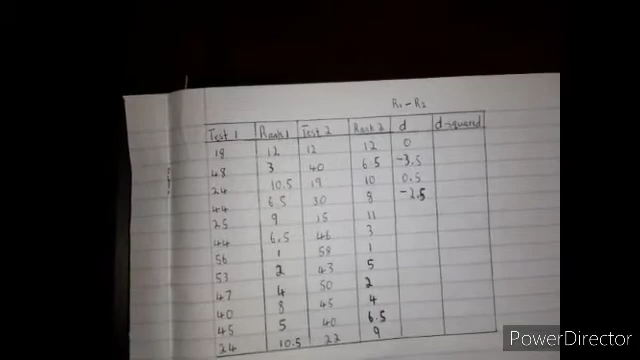 R₁ - R₂
Test 1 Rank 1 Test 2 Rank 2 d d-squared
18 12 12 12 0
48 3 40 6.5 -3.5
24 10.5 19 10 0.5
44 6.5 30 8 -2.5
25 9 15 11
44 6.5 46 3
56 1 58 1
53 2 43 5
47 4 50 2
40 8 45 4
45 5 40 6.5
24 10.5 22 9
PowerDirector